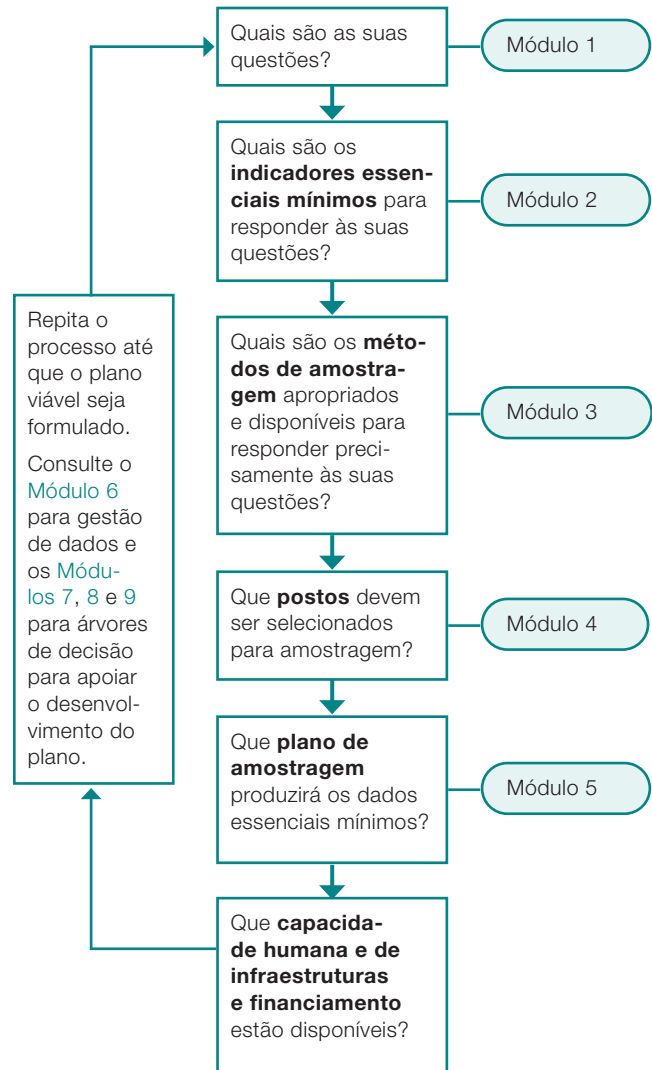 Quais são as suas
questões?
Módulo 1
Quais são os
indicadores essen-
ciais mínimos para
responder às suas
questões?
Módulo 2
Quais são os méto-
dos de amostra-
gem apropriados
e disponíveis para
responder preci-
samente às suas
questões?
Módulo 3
Que postos devem
ser selecionados
para amostragem?
Módulo 4
Que plano de
amostragem
produzirá os dados
essenciais mínimos?
Módulo 5
Que capacida-
de humana e de
infraestruturas
e financiamento
estão disponíveis?
Repita o
processo até
que o plano
viável seja
formulado.
Consulte o
Módulo 6
para gestão
de dados e
os Módu-
los 7, 8 e 9
para árvores
de decisão
para apoiar
o desenvol-
vimento do
plano.